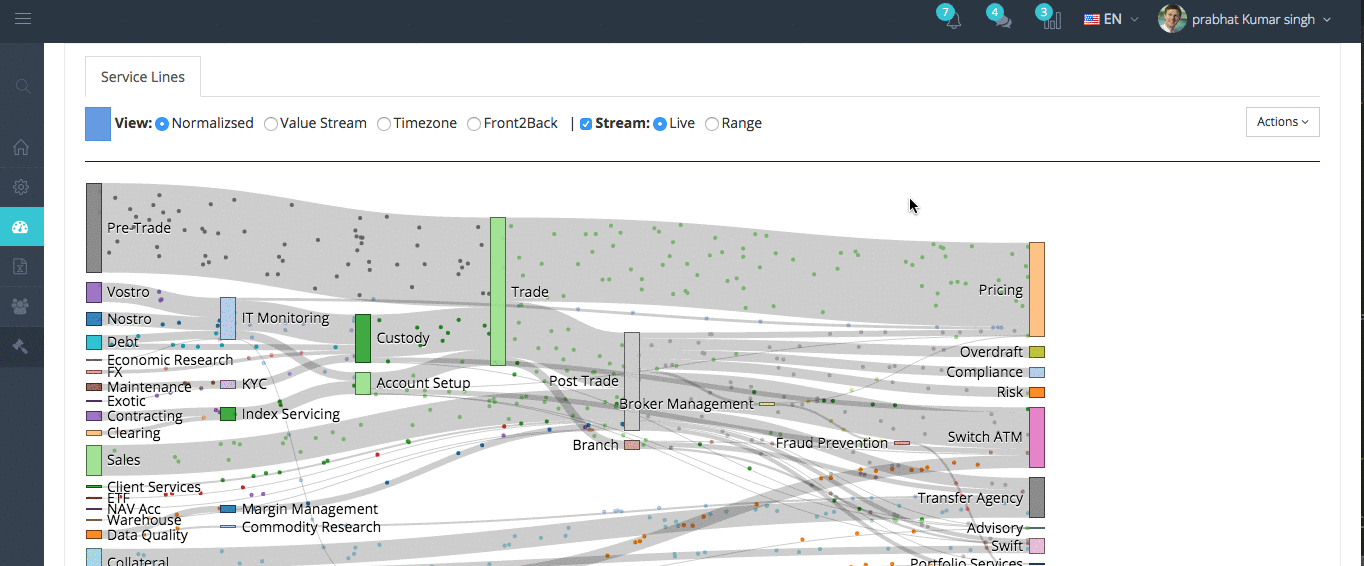 7 4 3 EN prabhat Kumar singh
Service Lines
View: Normalizsed Value Stream Timezone Front2Back | Stream: Live Range Actions
Pre-Trade
Trade
Pricing
Vostro
IT Monitoring
Nostro
Custody
Debt
Overdraft
Economic Research
FX
Compliance
Maintenance
KYC
Account Setup
Post Trade
Risk
Exotic
Broker Management
Contracting
Index Servicing
Clearing
Switch ATM
Branch
Fraud Prevention
Sales
Client Services
ETF
Transfer Agency
NAV Acc
Margin Management
Warehouse
Commodity Research
Advisory
Data Quality
Swift
Collateral
Portfolio Services